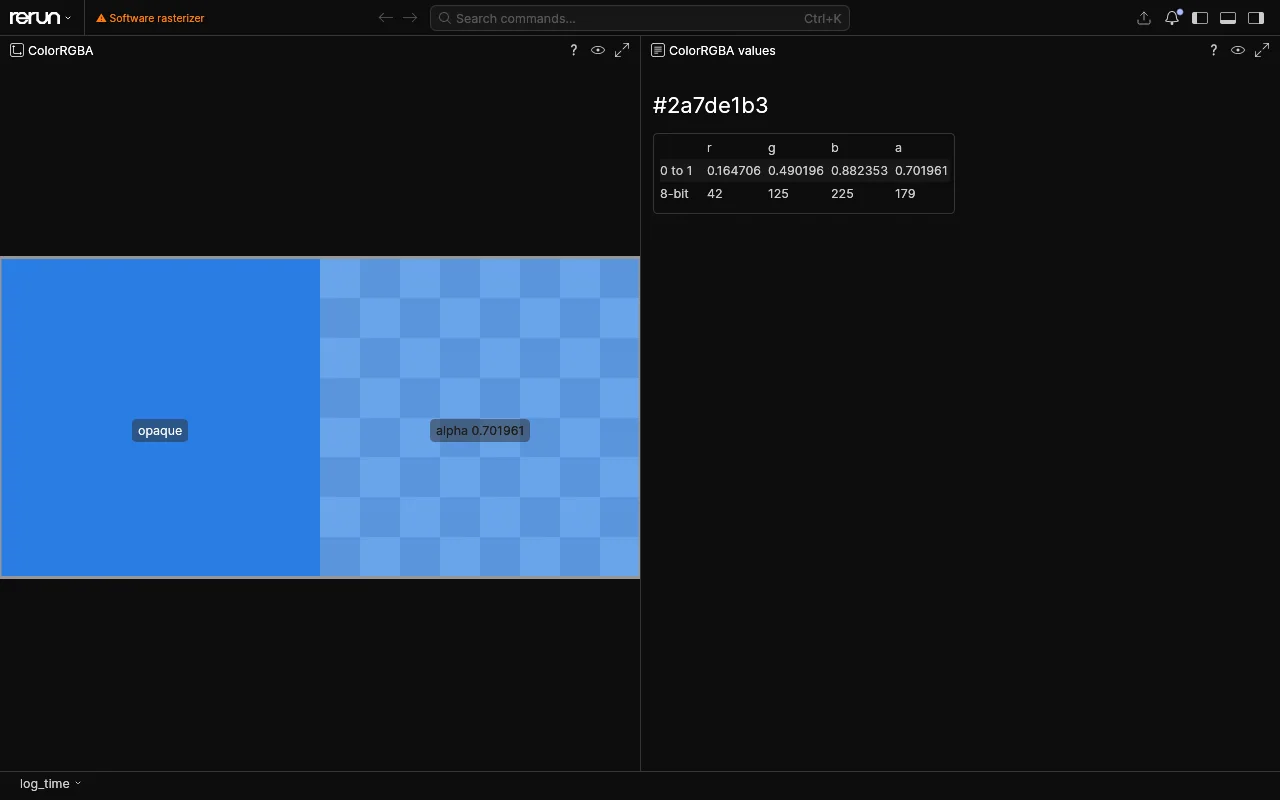 rerun
Software rasterizer
Search commands...
Ctrl+K
ColorRGBA
?
ColorRGBA values
?
#2a7de1b3
r g b a
0 to 1 0.164706 0.490196 0.882353 0.701961
8-bit 42 125 225 179
opaque
alpha 0.701961
log_time